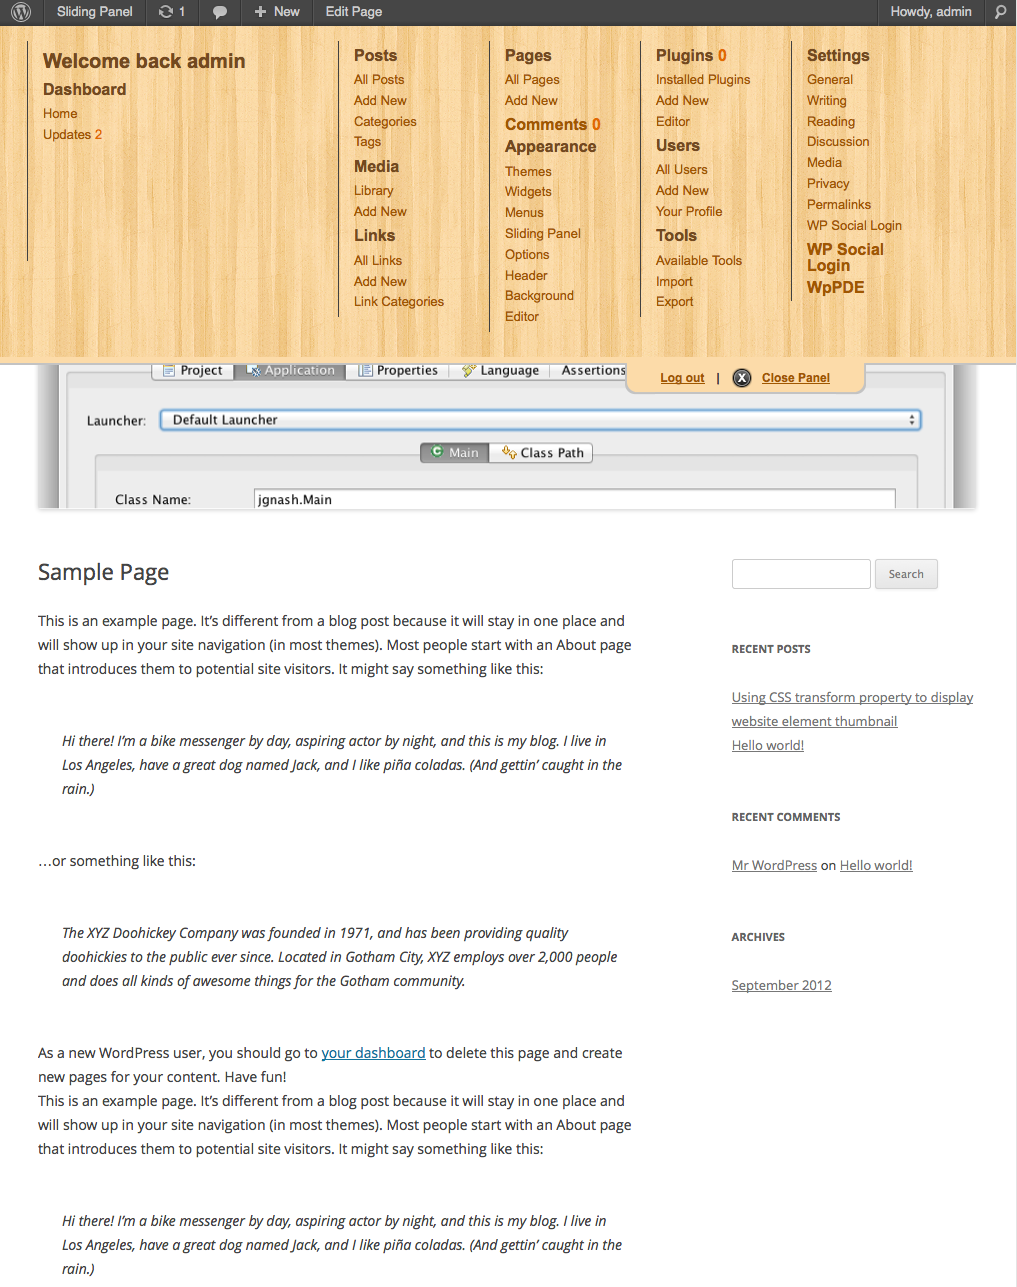 Sliding Panel
1
New
Edit Page
Howdy, admin
Welcome back admin
Dashboard
Home
Updates 2
Posts
All Posts
Add New
Categories
Tags
Media
Library
Add New
Links
All Links
Add New
Link Categories
Pages
All Pages
Add New
Comments 0
Appearance
Themes
Widgets
Menus
Sliding Panel
Options
Header
Background
Editor
Plugins 0
Installed Plugins
Add New
Editor
Users
All Users
Add New
Your Profile
Tools
Available Tools
Import
Export
Settings
General
Writing
Reading
Discussion
Media
Privacy
Permalinks
WP Social Login
WP Social
Login
WpPDE
Log out | X Close Panel
Project
Application
Properties
Language
Assertions
Launcher: Default Launcher
Main
Class Path
Class Name: jgnash.Main
Sample Page
This is an example page. It’s different from a blog post because it will stay in one place and
will show up in your site navigation (in most themes). Most people start with an About page
that introduces them to potential site visitors. It might say something like this:
Hi there! I’m a bike messenger by day, aspiring actor by night, and this is my blog. I live in
Los Angeles, have a great dog named Jack, and I like piña coladas. (And gettin’ caught in the
rain.)
…or something like this:
The XYZ Doohickey Company was founded in 1971, and has been providing quality
doohickies to the public ever since. Located in Gotham City, XYZ employs over 2,000 people
and does all kinds of awesome things for the Gotham community.
As a new WordPress user, you should go to your dashboard to delete this page and create
new pages for your content. Have fun!
This is an example page. It’s different from a blog post because it will stay in one place and
will show up in your site navigation (in most themes). Most people start with an About page
that introduces them to potential site visitors. It might say something like this:
Hi there! I’m a bike messenger by day, aspiring actor by night, and this is my blog. I live in
Los Angeles, have a great dog named Jack, and I like piña coladas. (And gettin’ caught in the
rain.)
Search
RECENT POSTS
Using CSS transform property to display
website element thumbnail
Hello world!
RECENT COMMENTS
Mr WordPress on Hello world!
ARCHIVES
September 2012